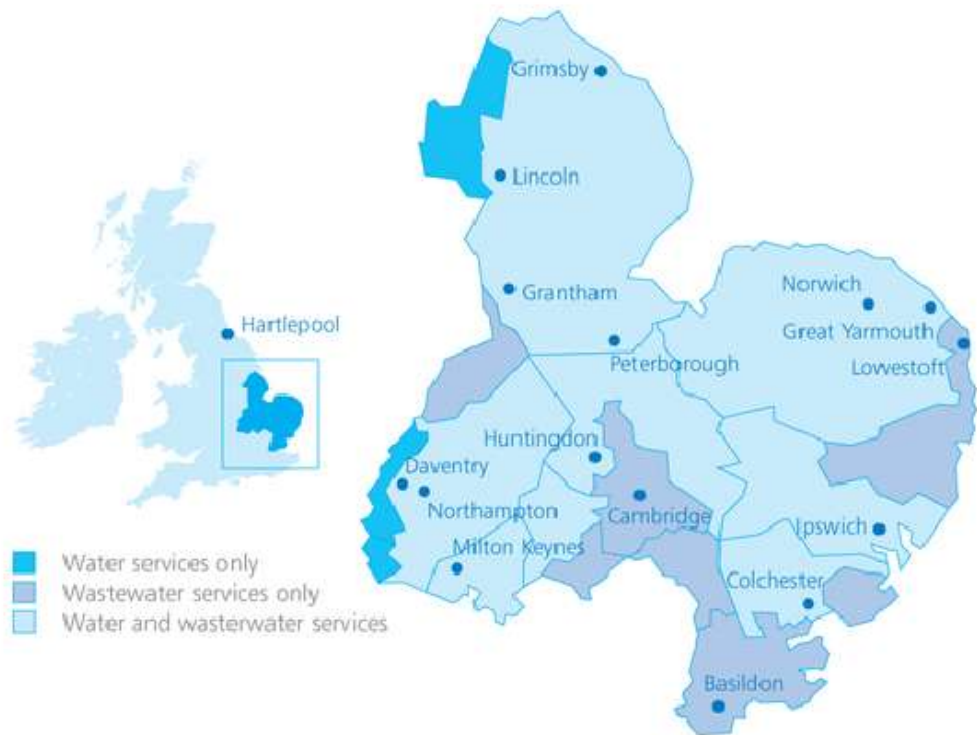 Grimsby
Lincoln
Grantham
Norwich
Great Yarmouth
Lowestoft
Hartlepool
Peterborough
Huntingdon
Daventry
Northampton
Cambridge
Milton Keynes
Ipswich
Colchester
Basildon
Water services only
Wastewater services only
Water and wasterwater services